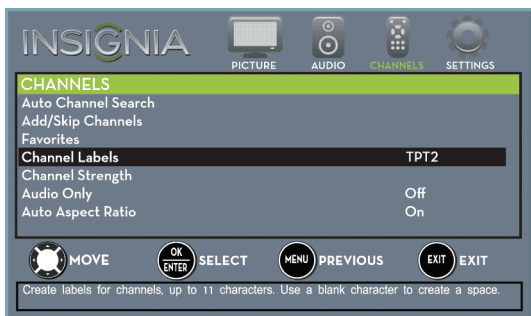 INSIGNIA
PICTURE AUDIO CHANNELS SETTINGS
CHANNELS
Auto Channel Search
Add/Skip Channels
Favorites
Channel Labels TPT2
Channel Strength
Audio Only Off
Auto Aspect Ratio On
MOVE OK ENTER SELECT MENU PREVIOUS EXIT EXIT
Create labels for channels, up to 11 characters. Use a blank character to create a space.